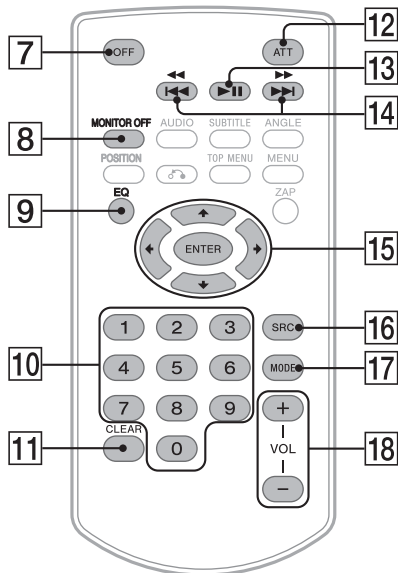 12
7
OFF
ATT
13
14
MONITOR OFF
AUDIO
SUBTITLE
ANGLE
8
POSITION
TOP MENU
MENU
EQ
ZAP
9
ENTER
15
1
2
3
SRC
16
10
4
5
6
MODE
17
7
8
9
+
CLEAR
11
0
VOL
18
−